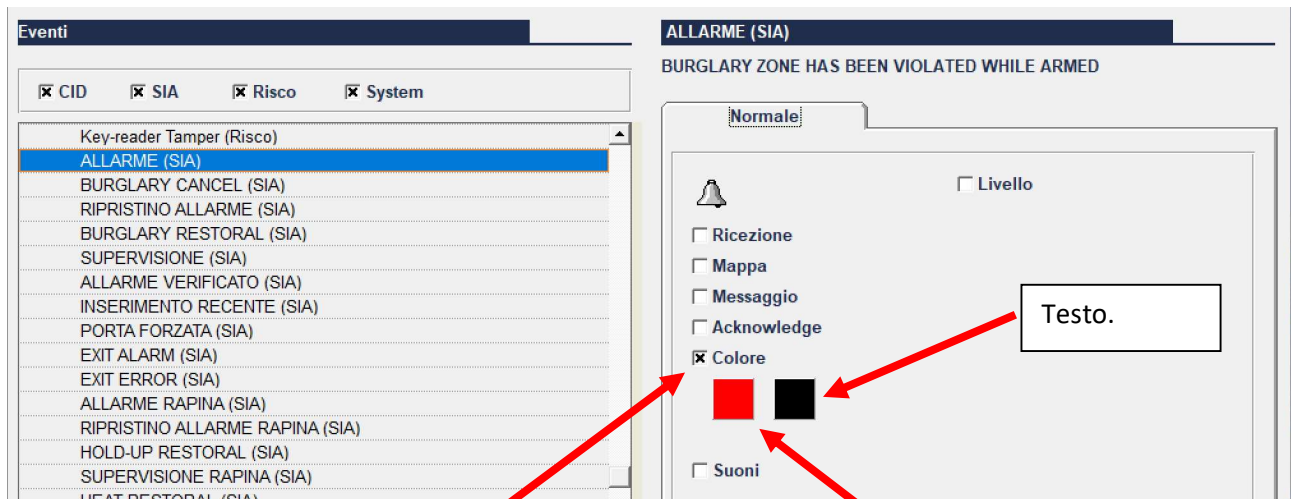 Eventi
CID SIA Risco System
Key-reader Tamper (Risco)
ALLARME (SIA)
BURGLARY CANCEL (SIA)
RIPRISTINO ALLARME (SIA)
BURGLARY RESTORAL (SIA)
SUPERVISIONE (SIA)
ALLARME VERIFICATO (SIA)
INSERIMENTO RECENTE (SIA)
PORTA FORZATA (SIA)
EXIT ALARM (SIA)
EXIT ERROR (SIA)
ALLARME RAPINA (SIA)
RIPRISTINO ALLARME RAPINA (SIA)
HOLD-UP RESTORAL (SIA)
SUPERVISIONE RAPINA (SIA)
HEAT RESTORAL (SIA)
ALLARME (SIA)
BURGLARY ZONE HAS BEEN VIOLATED WHILE ARMED
Normale
Livello
Ricezione
Mappa
Messaggio
Acknowledge
Colore
Suoni
Testo.